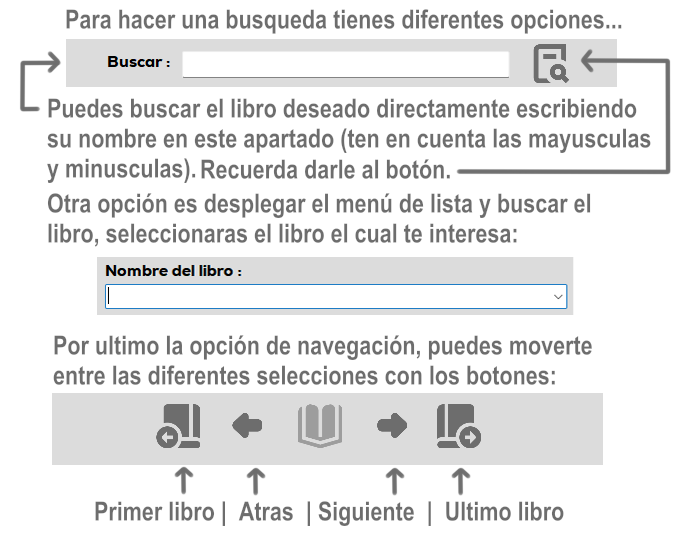 Para hacer una busqueda tienes diferentes opciones...
Buscar :
Puedes buscar el libro deseado directamente escribiendo
su nombre en este apartado (ten en cuenta las mayusculas
y minusculas). Recuerda darle al botón.
Otra opción es desplegar el menú de lista y buscar el
libro, seleccionaras el libro el cual te interesa:
Nombre del libro :
Por ultimo la opción de navegación, puedes moverte
entre las diferentes selecciones con los botones:
Primer libro | Atras | Siguiente | Ultimo libro